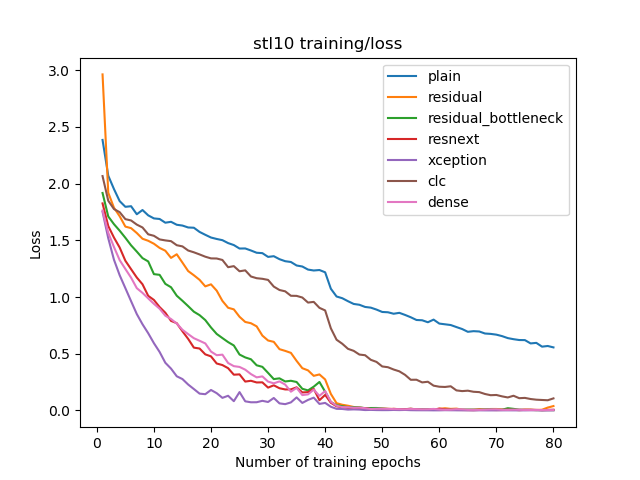 stl10 training/loss
Loss
3.0
2.5
2.0
1.5
1.0
0.5
0.0
plain
residual
residual_bottleneck
resnext
xception
clc
dense
0 10 20 30 40 50 60 70 80
Number of training epochs